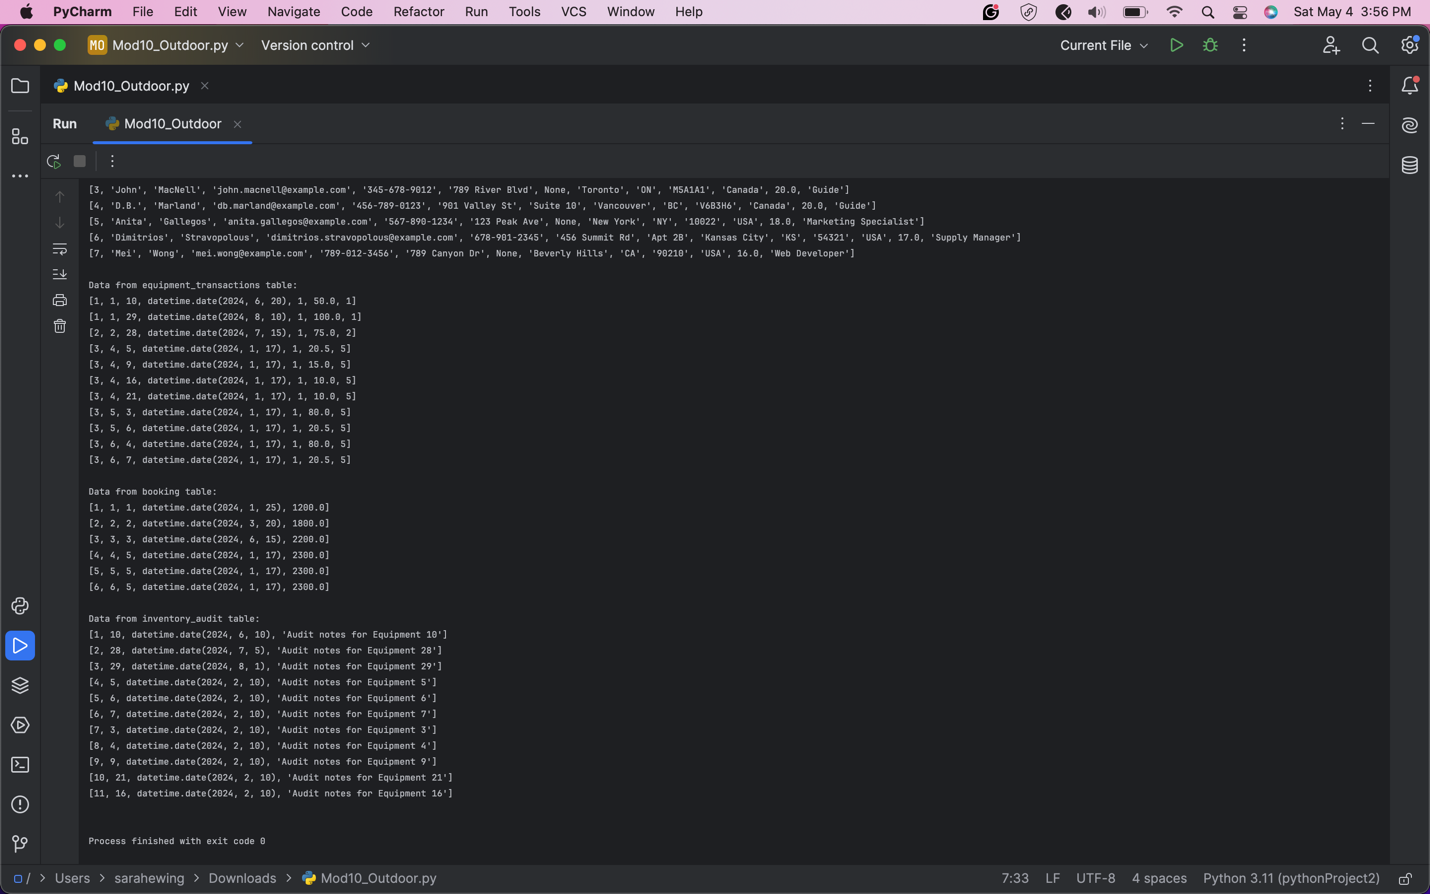 PyCharm File Edit View Navigate Code Refactor Run Tools VCS Window Help Sat May 4 3:56 PM
MO Mod10_Outdoor.py Version control Current File
Mod10_Outdoor.py
Run Mod10_Outdoor
[3, 'John', 'MacNell', 'john.macnell@example.com', '345-678-9012', '789 River Blvd', None, 'Toronto', 'ON', 'M5A1A1', 'Canada', 20.0, 'Guide']
[4, 'D.B.', 'Marland', 'db.marland@example.com', '456-789-0123', '901 Valley St', 'Suite 10', 'Vancouver', 'BC', 'V6B3H6', 'Canada', 20.0, 'Guide']
[5, 'Anita', 'Gallegos', 'anita.gallegos@example.com', '567-890-1234', '123 Peak Ave', None, 'New York', 'NY', '10022', 'USA', 18.0, 'Marketing Specialist']
[6, 'Dimitrios', 'Stravopolous', 'dimitrios.stravopolous@example.com', '678-901-2345', '456 Summit Rd', 'Apt 2B', 'Kansas City', 'KS', '54321', 'USA', 17.0, 'Supply Manager']
[7, 'Mei', 'Wong', 'mei.wong@example.com', '789-012-3456', '789 Canyon Dr', None, 'Beverly Hills', 'CA', '90210', 'USA', 16.0, 'Web Developer']
Data from equipment_transactions table:
[1, 1, 10, datetime.date(2024, 6, 20), 1, 50.0, 1]
[1, 1, 29, datetime.date(2024, 8, 10), 1, 100.0, 1]
[2, 2, 28, datetime.date(2024, 7, 15), 1, 75.0, 2]
[3, 4, 5, datetime.date(2024, 1, 17), 1, 20.5, 5]
[3, 4, 9, datetime.date(2024, 1, 17), 1, 15.0, 5]
[3, 4, 16, datetime.date(2024, 1, 17), 1, 10.0, 5]
[3, 4, 21, datetime.date(2024, 1, 17), 1, 10.0, 5]
[3, 5, 3, datetime.date(2024, 1, 17), 1, 80.0, 5]
[3, 5, 6, datetime.date(2024, 1, 17), 1, 20.5, 5]
[3, 6, 4, datetime.date(2024, 1, 17), 1, 80.0, 5]
[3, 6, 7, datetime.date(2024, 1, 17), 1, 20.5, 5]
Data from booking table:
[1, 1, 1, datetime.date(2024, 1, 25), 1200.0]
[2, 2, 2, datetime.date(2024, 3, 20), 1800.0]
[3, 3, 3, datetime.date(2024, 6, 15), 2200.0]
[4, 4, 5, datetime.date(2024, 1, 17), 2300.0]
[5, 5, 5, datetime.date(2024, 1, 17), 2300.0]
[6, 6, 5, datetime.date(2024, 1, 17), 2300.0]
Data from inventory_audit table:
[1, 10, datetime.date(2024, 6, 10), 'Audit notes for Equipment 10']
[2, 28, datetime.date(2024, 7, 5), 'Audit notes for Equipment 28']
[3, 29, datetime.date(2024, 8, 1), 'Audit notes for Equipment 29']
[4, 5, datetime.date(2024, 2, 10), 'Audit notes for Equipment 5']
[5, 6, datetime.date(2024, 2, 10), 'Audit notes for Equipment 6']
[6, 7, datetime.date(2024, 2, 10), 'Audit notes for Equipment 7']
[7, 3, datetime.date(2024, 2, 10), 'Audit notes for Equipment 3']
[8, 4, datetime.date(2024, 2, 10), 'Audit notes for Equipment 4']
[9, 9, datetime.date(2024, 2, 10), 'Audit notes for Equipment 9']
[10, 21, datetime.date(2024, 2, 10), 'Audit notes for Equipment 21']
[11, 16, datetime.date(2024, 2, 10), 'Audit notes for Equipment 16']
Process finished with exit code 0
/ > Users > sarahewing > Downloads > Mod10_Outdoor.py 7:33 LF UTF-8 4 spaces Python 3.11 (pythonProject2)